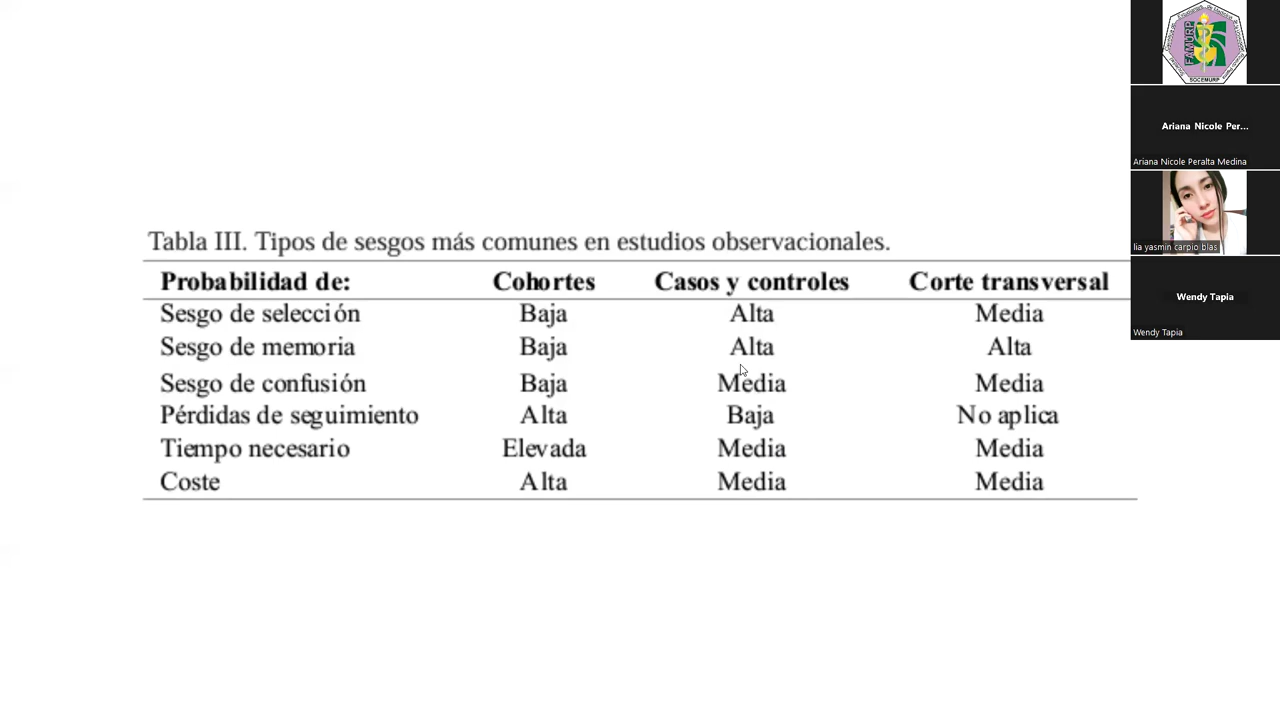 Tabla III. Tipos de sesgos más comunes en estudios observacionales.
Probabilidad de: Cohortes Casos y controles Corte transversal
Sesgo de selección Baja Alta Media
Sesgo de memoria Baja Alta Alta
Sesgo de confusión Baja Media Media
Pérdidas de seguimiento Alta Baja No aplica
Tiempo necesario Elevada Media Media
Coste Alta Media Media
FAMURP
SOCEMURP
Ariana Nicole Per...
Ariana Nicole Peralta Medina
lia yasmin carpio blas
Wendy Tapia
Wendy Tapia